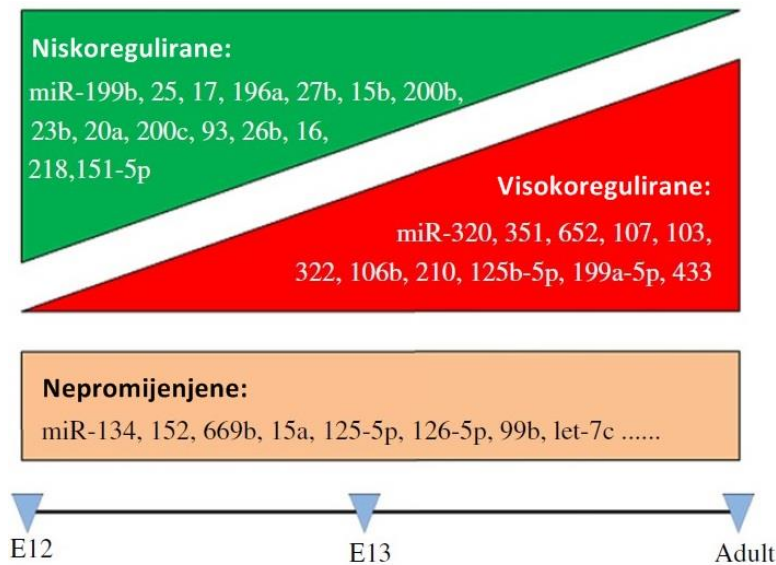 Niskoregulirane:
miR-199b, 25, 17, 196a, 27b, 15b, 200b,
23b, 20a, 200c, 93, 26b, 16,
218,151-5p
Visokoregulirane:
miR-320, 351, 652, 107, 103,
322, 106b, 210, 125b-5p, 199a-5p, 433
Nepromijenjene:
miR-134, 152, 669b, 15a, 125-5p, 126-5p, 99b, let-7c ......
E12 E13 Adult